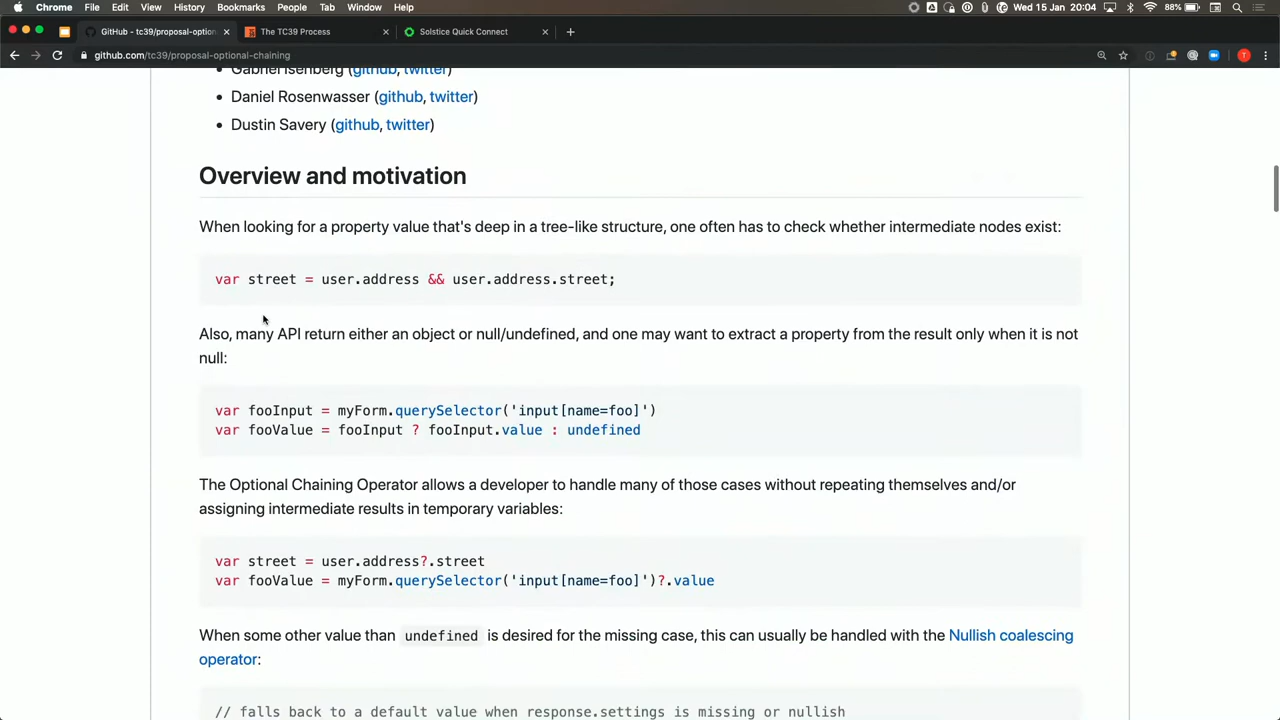 Chrome File Edit View History Bookmarks People Tab Window Help
Wed 15 Jan 20:04 88%
GitHub - tc39/proposal-option
The TC39 Process
Solstice Quick Connect
github.com/tc39/proposal-optional-chaining
T
Gabriel Isenberg (github, twitter)
Daniel Rosenwasser (github, twitter)
Dustin Savery (github, twitter)
Overview and motivation
When looking for a property value that's deep in a tree-like structure, one often has to check whether intermediate nodes exist:
var street = user.address && user.address.street;
Also, many API return either an object or null/undefined, and one may want to extract a property from the result only when it is not
null:
var fooInput = myForm.querySelector('input[name=foo]')
var fooValue = fooInput ? fooInput.value : undefined
The Optional Chaining Operator allows a developer to handle many of those cases without repeating themselves and/or
assigning intermediate results in temporary variables:
var street = user.address?.street
var fooValue = myForm.querySelector('input[name=foo]')?.value
When some other value than undefined is desired for the missing case, this can usually be handled with the Nullish coalescing
operator:
// falls back to a default value when response.settings is missing or nullish